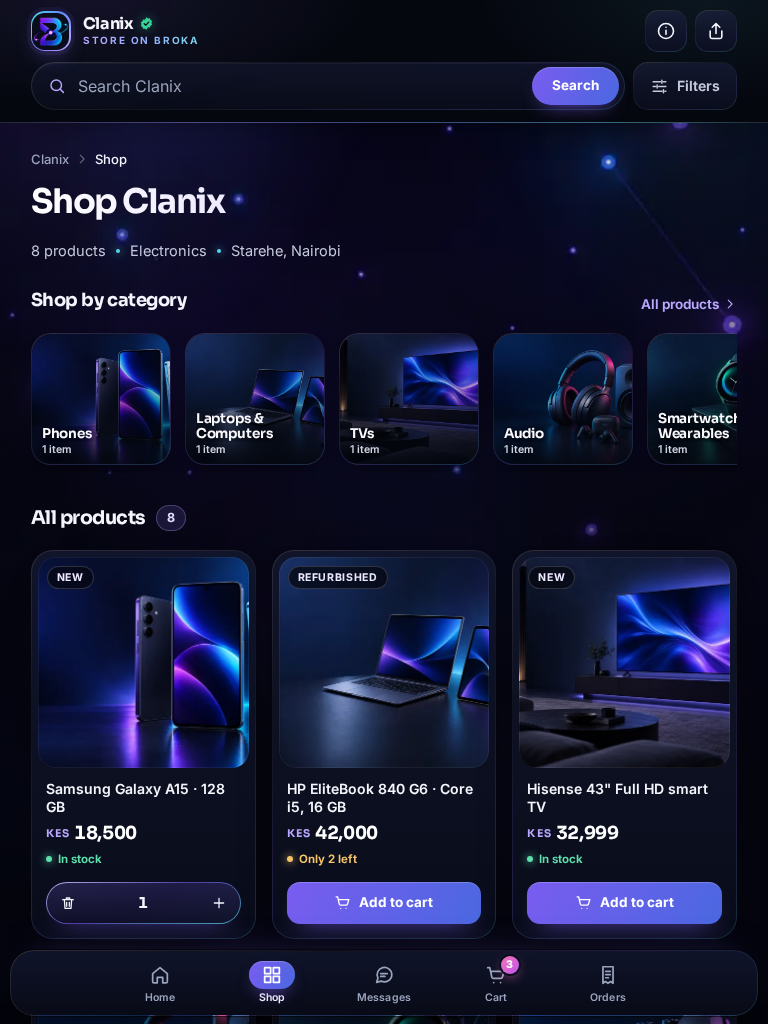 Clanix
STORE ON BROKA
Search Clanix
Search
Filters
Clanix > Shop
Shop Clanix
8 products • Electronics • Starehe, Nairobi
Shop by category
All products >
Phones
1 item
Laptops &
Computers
1 item
TVs
1 item
Audio
1 item
Smartwatch
Wearables
1 item
All products 8
NEW
Samsung Galaxy A15 · 128
GB
KES 18,500
In stock
1 +
REFURBISHED
HP EliteBook 840 G6 · Core
i5, 16 GB
KES 42,000
Only 2 left
Add to cart
NEW
Hisense 43" Full HD smart
TV
KES 32,999
In stock
Add to cart
Home
Shop
Messages
3
Cart
Orders